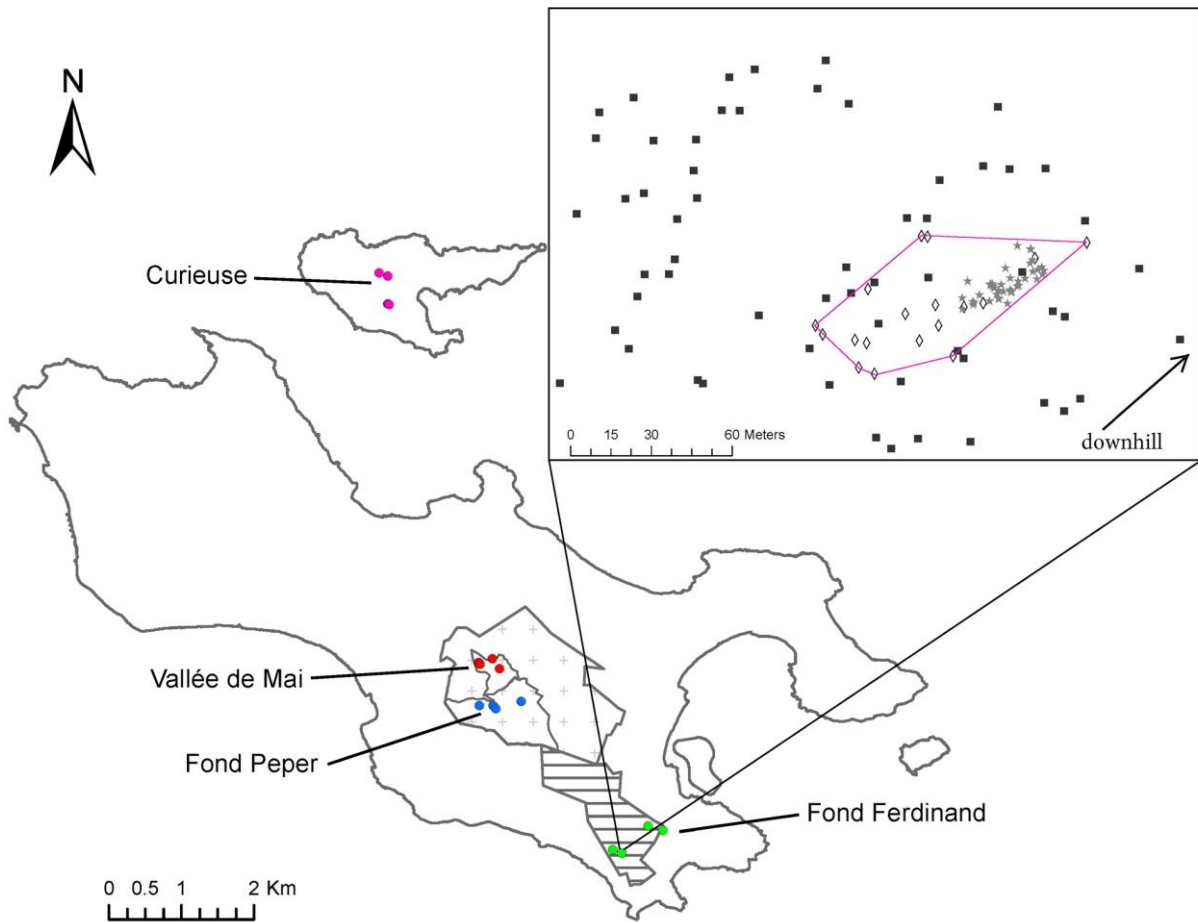 N
Curieuse
0 15 30 60 Meters
downhill
Vallée de Mai
Fond Peper
Fond Ferdinand
0 0.5 1 2 Km